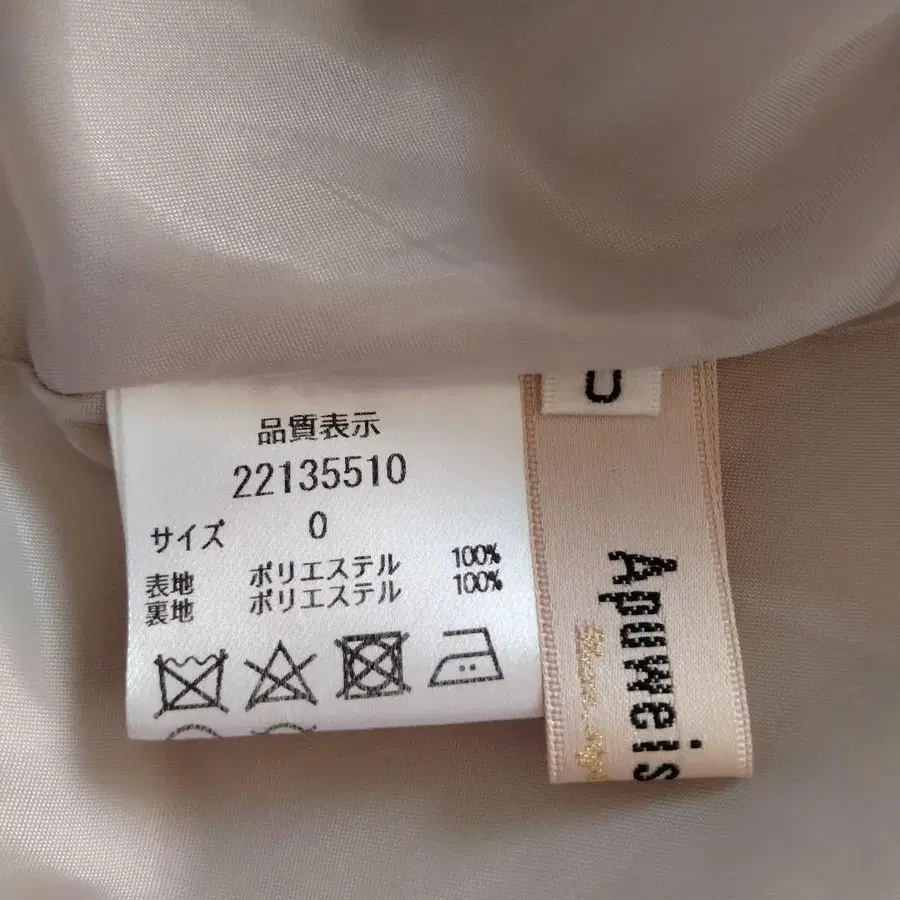 品質表示
22135510
サイズ 0
表地 ポリエステル 100%
裏地 ポリエステル 100%
Apuweis